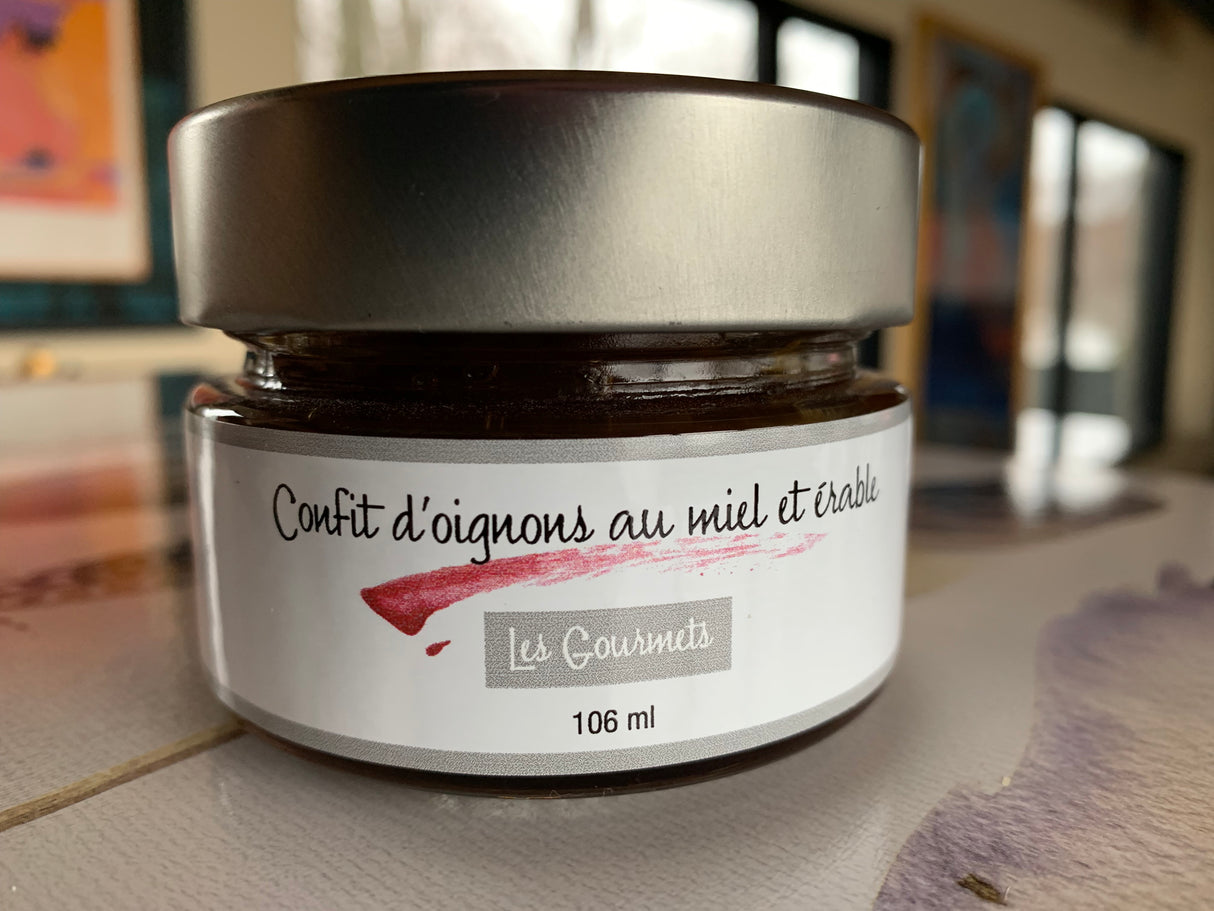 Confit d'oignons au miel et érable
Les Gourmets
106 ml